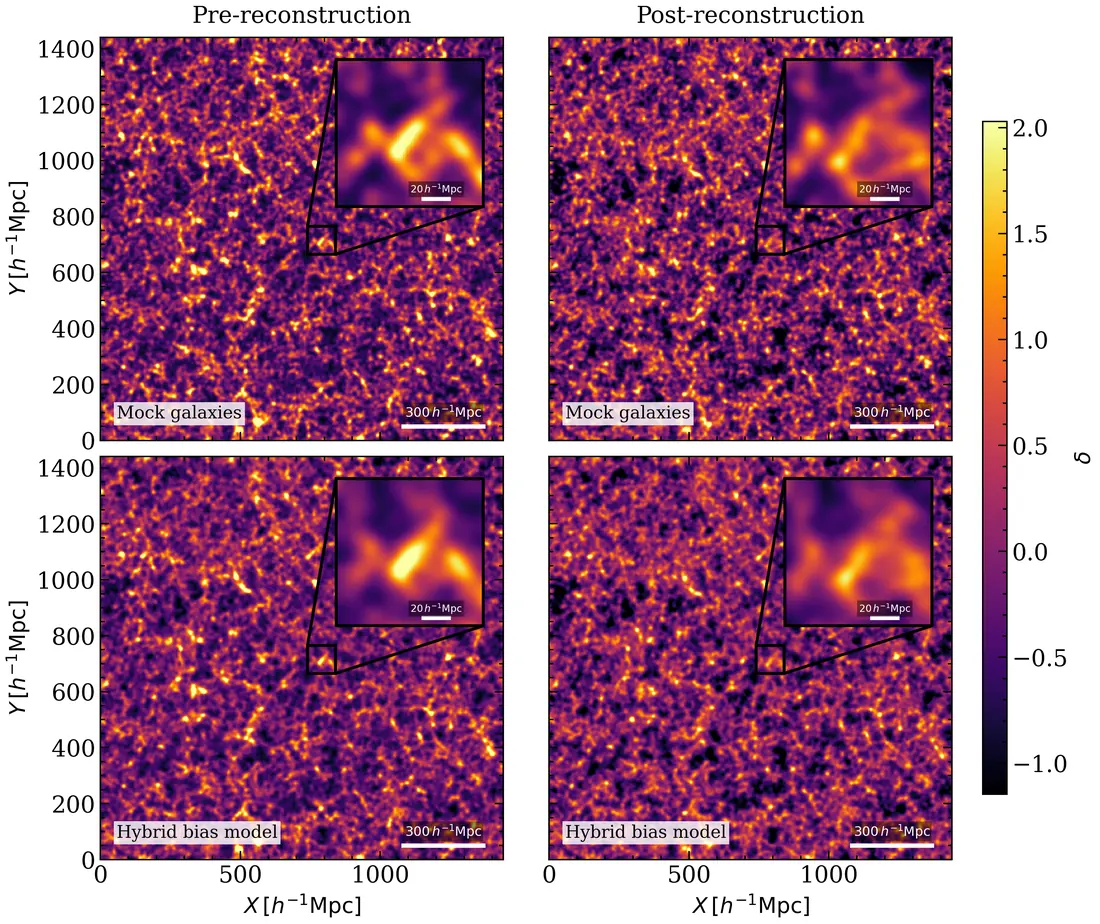 Pre-reconstruction
Post-reconstruction
1400
1200
1000
800
600
400
200
0
Y [h⁻¹Mpc]
20 h⁻¹Mpc
Mock galaxies
300 h⁻¹Mpc
20 h⁻¹Mpc
Mock galaxies
300 h⁻¹Mpc
1400
1200
1000
800
600
400
200
0
Y [h⁻¹Mpc]
20 h⁻¹Mpc
Hybrid bias model
300 h⁻¹Mpc
20 h⁻¹Mpc
Hybrid bias model
300 h⁻¹Mpc
0 500 1000
X [h⁻¹Mpc]
0 500 1000
X [h⁻¹Mpc]
2.0
1.5
1.0
0.5
0.0
−0.5
−1.0
δ